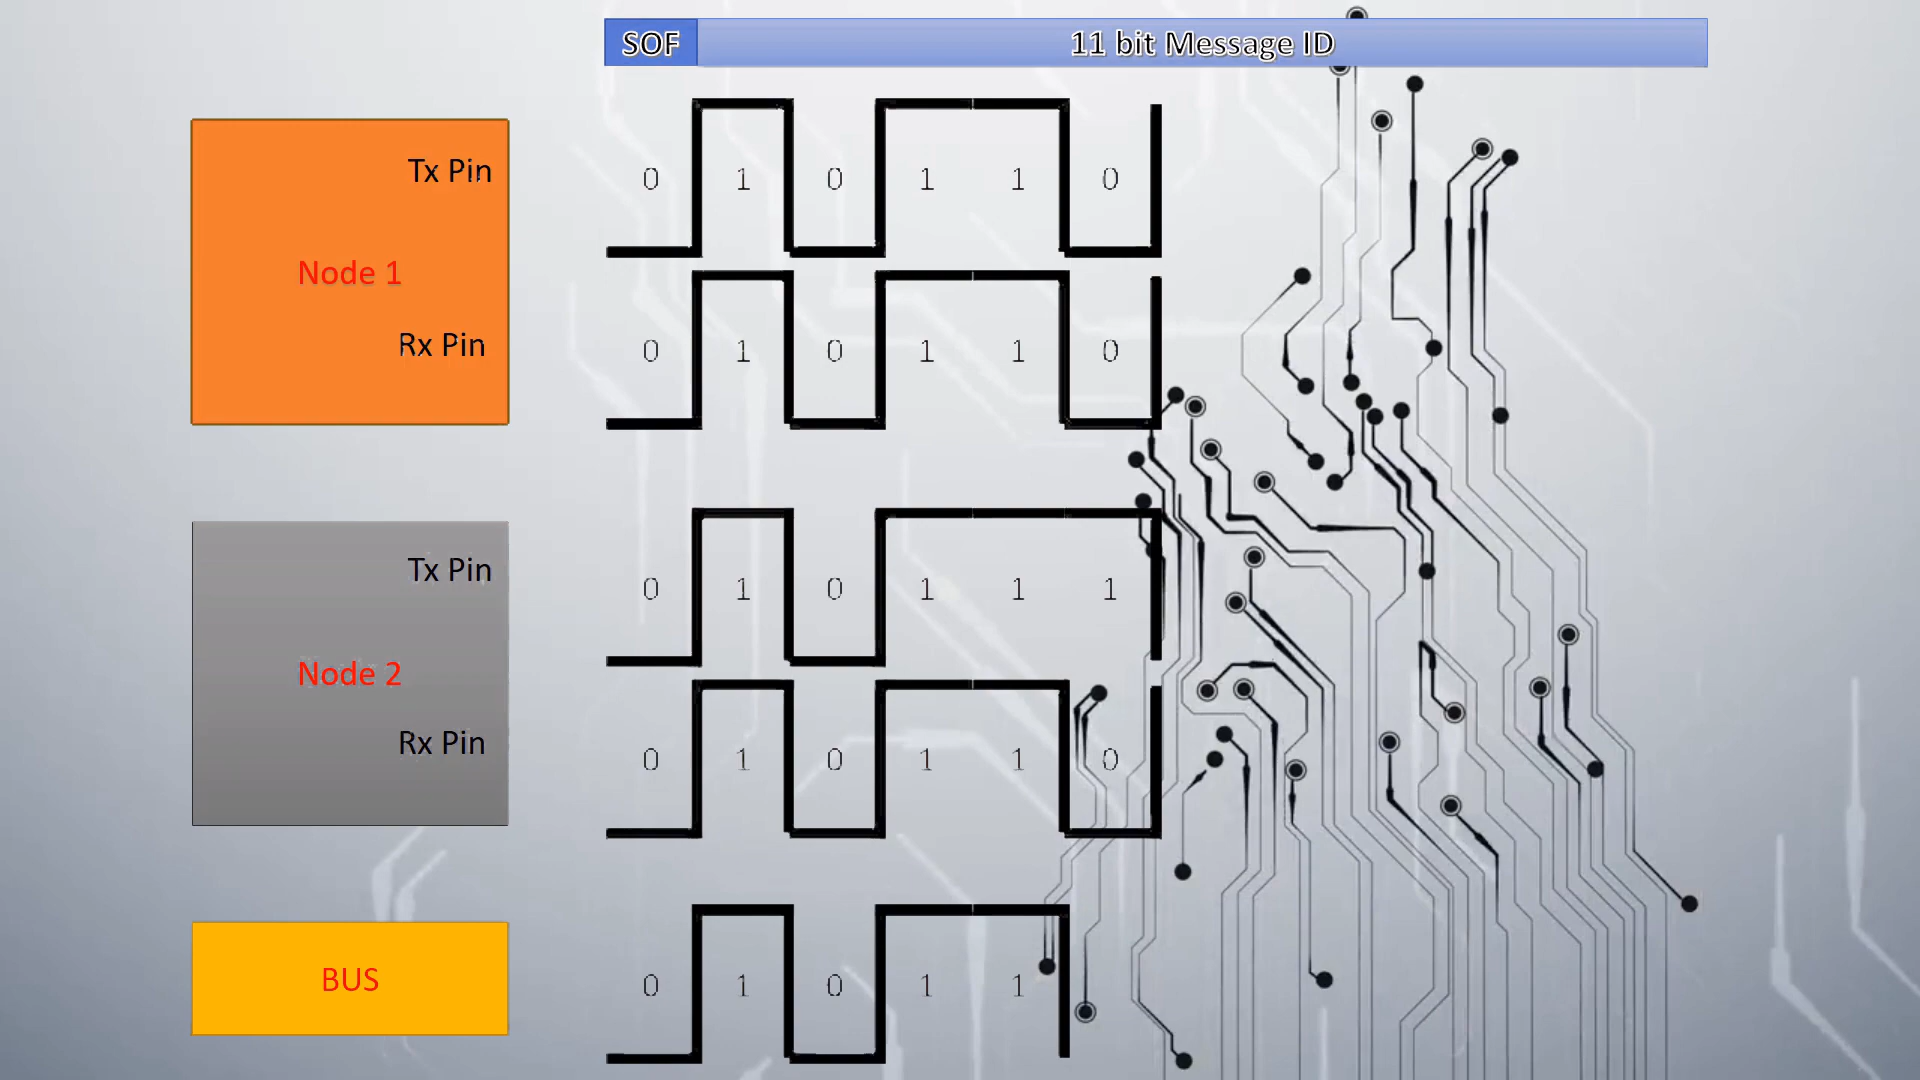 SOF 11 bit Message ID
Tx Pin 0 1 0 1 1 0
Node 1
Rx Pin 0 1 0 1 1 0
Tx Pin 0 1 0 1 1 1
Node 2
Rx Pin 0 1 0 1 1 0
BUS 0 1 0 1 1